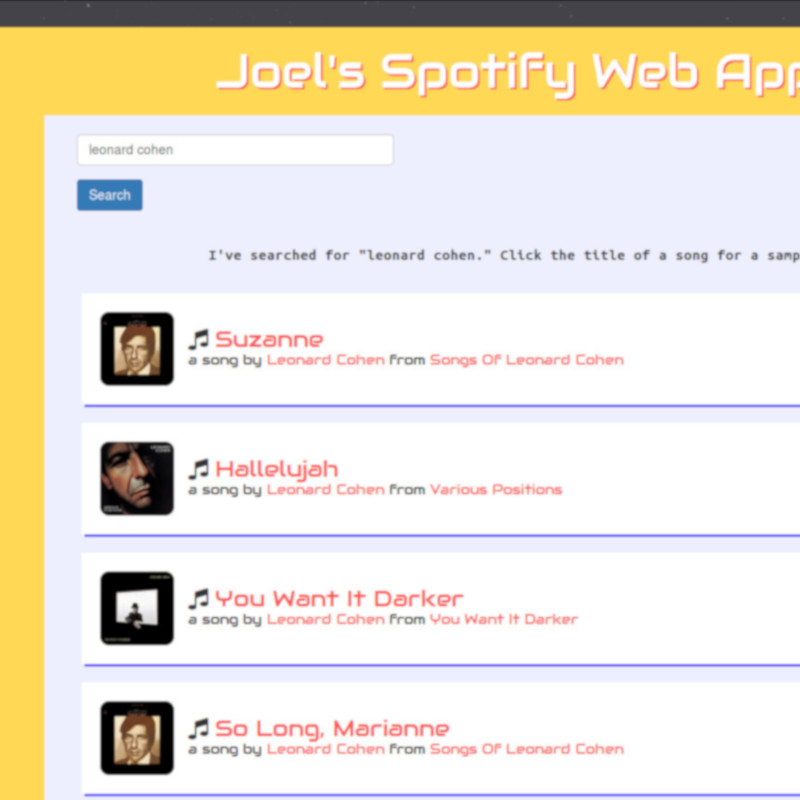 Joel's Spotify Web App
leonard cohen
Search
I've searched for "leonard cohen." Click the title of a song for a samp
Suzanne
a song by Leonard Cohen from Songs Of Leonard Cohen
Hallelujah
a song by Leonard Cohen from Various Positions
You Want It Darker
a song by Leonard Cohen from You Want It Darker
So Long, Marianne
a song by Leonard Cohen from Songs Of Leonard Cohen